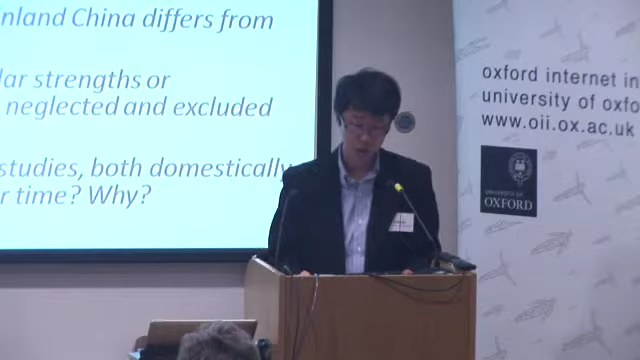 nland China differs from
lar strengths or
neglected and excluded
studies, both domestically
r time? Why?
oxford internet in
university of oxfo
www.oii.ox.ac.uk
UNIVERSITY OF
OXFORD